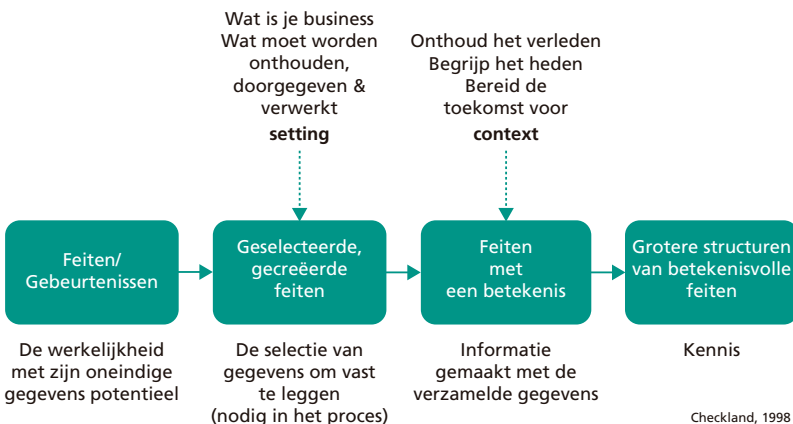 Wat is je business
Wat moet worden
onthouden,
doorgegeven &
verwerkt
setting
Onthoud het verleden
Begrijp het heden
Bereid de
toekomst voor
context
Feiten/
Gebeurtenissen
Geselecteerde,
gecreëerde
feiten
Feiten
met
een betekenis
Grotere structuren
van betekenisvolle
feiten
De werkelijkheid
met zijn oneindige
gegevens potentieel
De selectie van
gegevens om vast
te leggen
(nodig in het proces)
Informatie
gemaakt met de
verzamelde gegevens
Kennis
Checkland, 1998